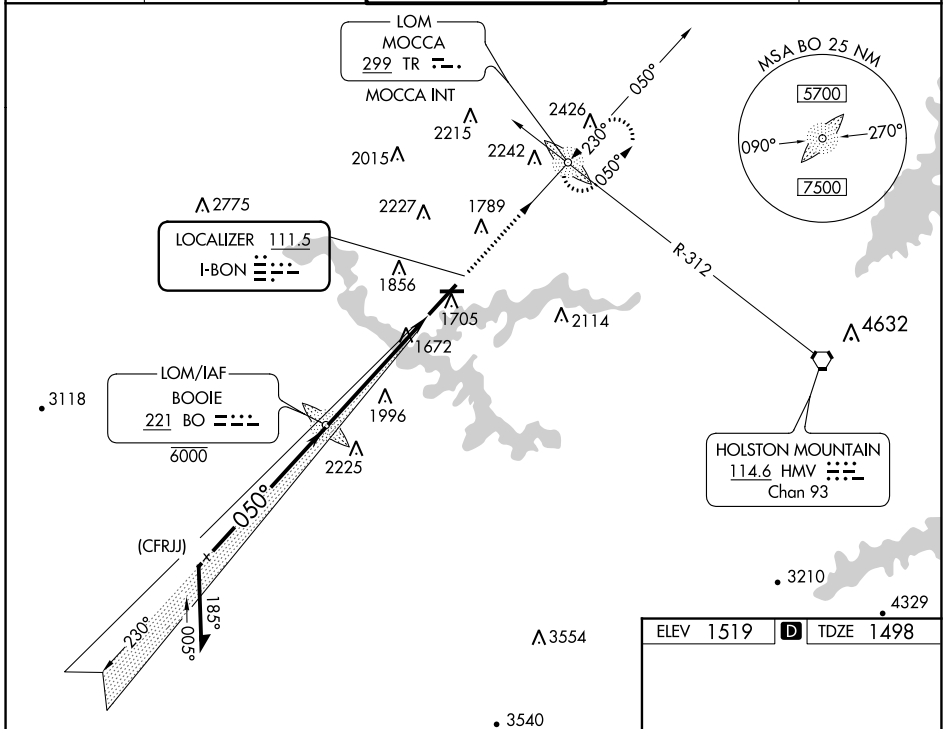 LOM
MOCCA
299 TR
MOCCA INT
050°
MSA BO 25 NM
5700
090°
270°
7500
2426
230°
2215
2242
050°
2015
2775
2227
1789
LOCALIZER 111.5
I-BON
R-312
1856
1705
2114
4632
1672
LOM/IAF
BOOIE
221 BO
6000
3118
1996
2225
HOLSTON MOUNTAIN
114.6 HMV
Chan 93
050°
(CFRJJ)
185°
005°
230°
3210
4329
3554
3540
ELEV 1519 D TDZE 1498